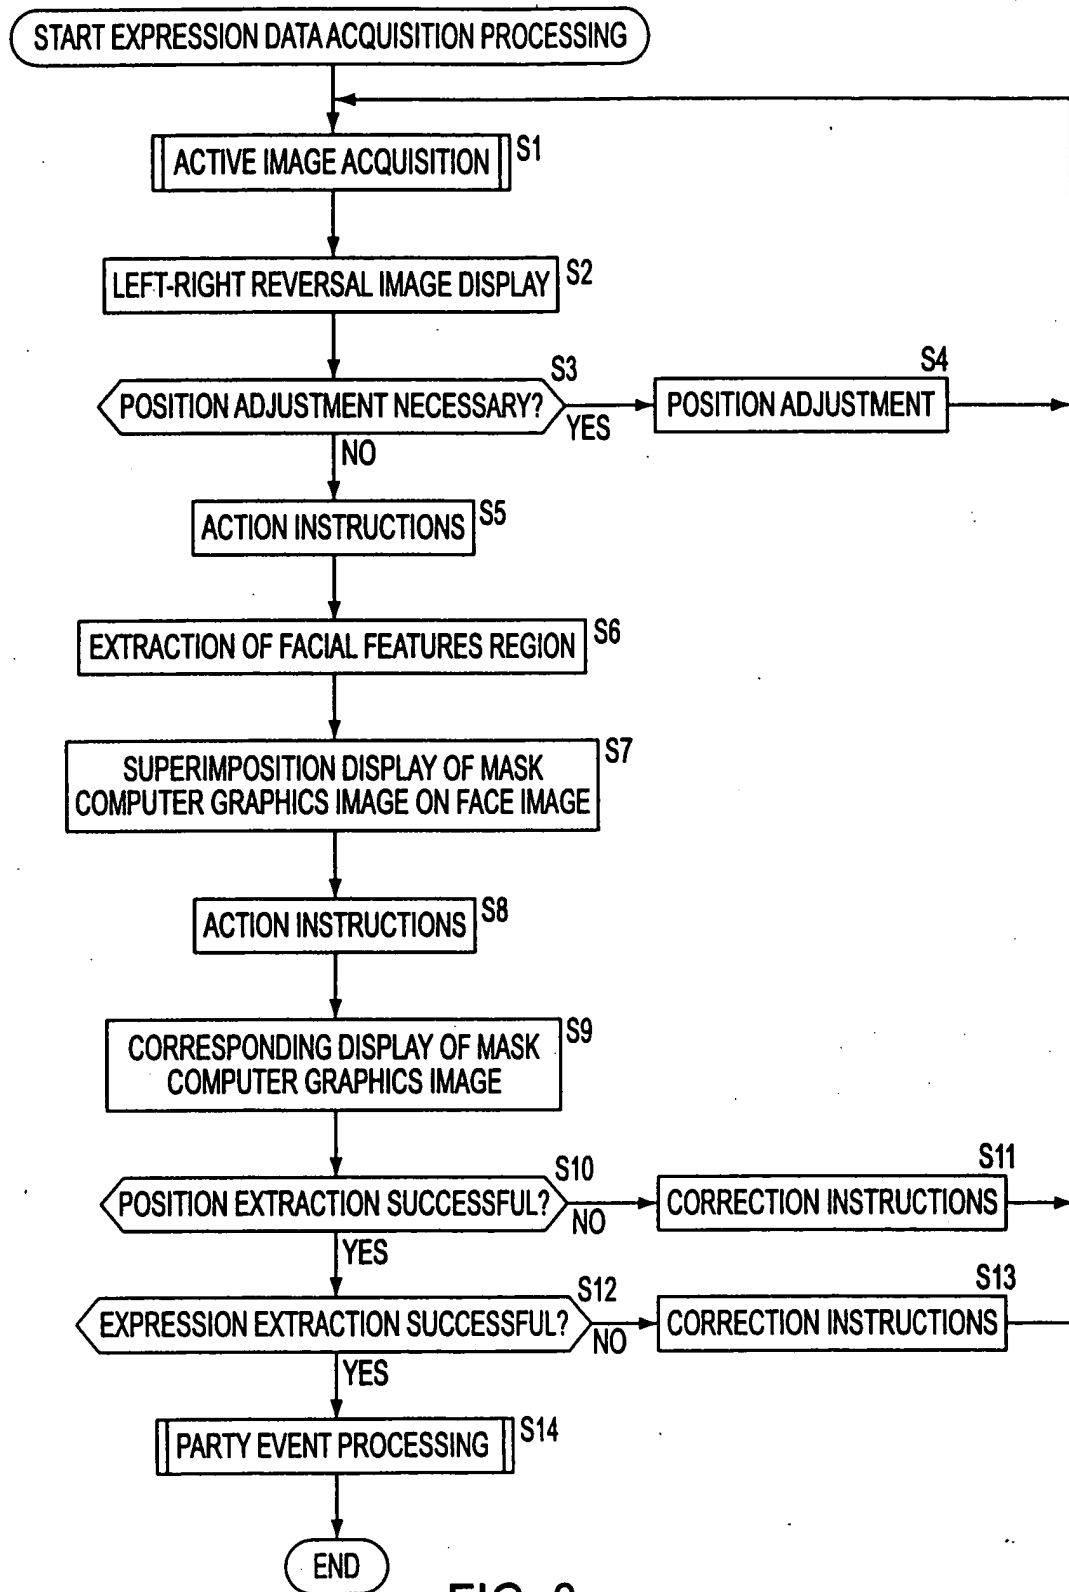 START EXPRESSION DATA ACQUISITION PROCESSING
ACTIVE IMAGE ACQUISITION
S1
LEFT-RIGHT REVERSAL IMAGE DISPLAY
S2
POSITION ADJUSTMENT NECESSARY?
S3
YES
NO
POSITION ADJUSTMENT
S4
ACTION INSTRUCTIONS
S5
EXTRACTION OF FACIAL FEATURES REGION
S6
SUPERIMPOSITION DISPLAY OF MASK
COMPUTER GRAPHICS IMAGE ON FACE IMAGE
S7
ACTION INSTRUCTIONS
S8
CORRESPONDING DISPLAY OF MASK
COMPUTER GRAPHICS IMAGE
S9
POSITION EXTRACTION SUCCESSFUL?
S10
NO
YES
CORRECTION INSTRUCTIONS
S11
EXPRESSION EXTRACTION SUCCESSFUL?
S12
NO
YES
CORRECTION INSTRUCTIONS
S13
PARTY EVENT PROCESSING
S14
END
FIG.